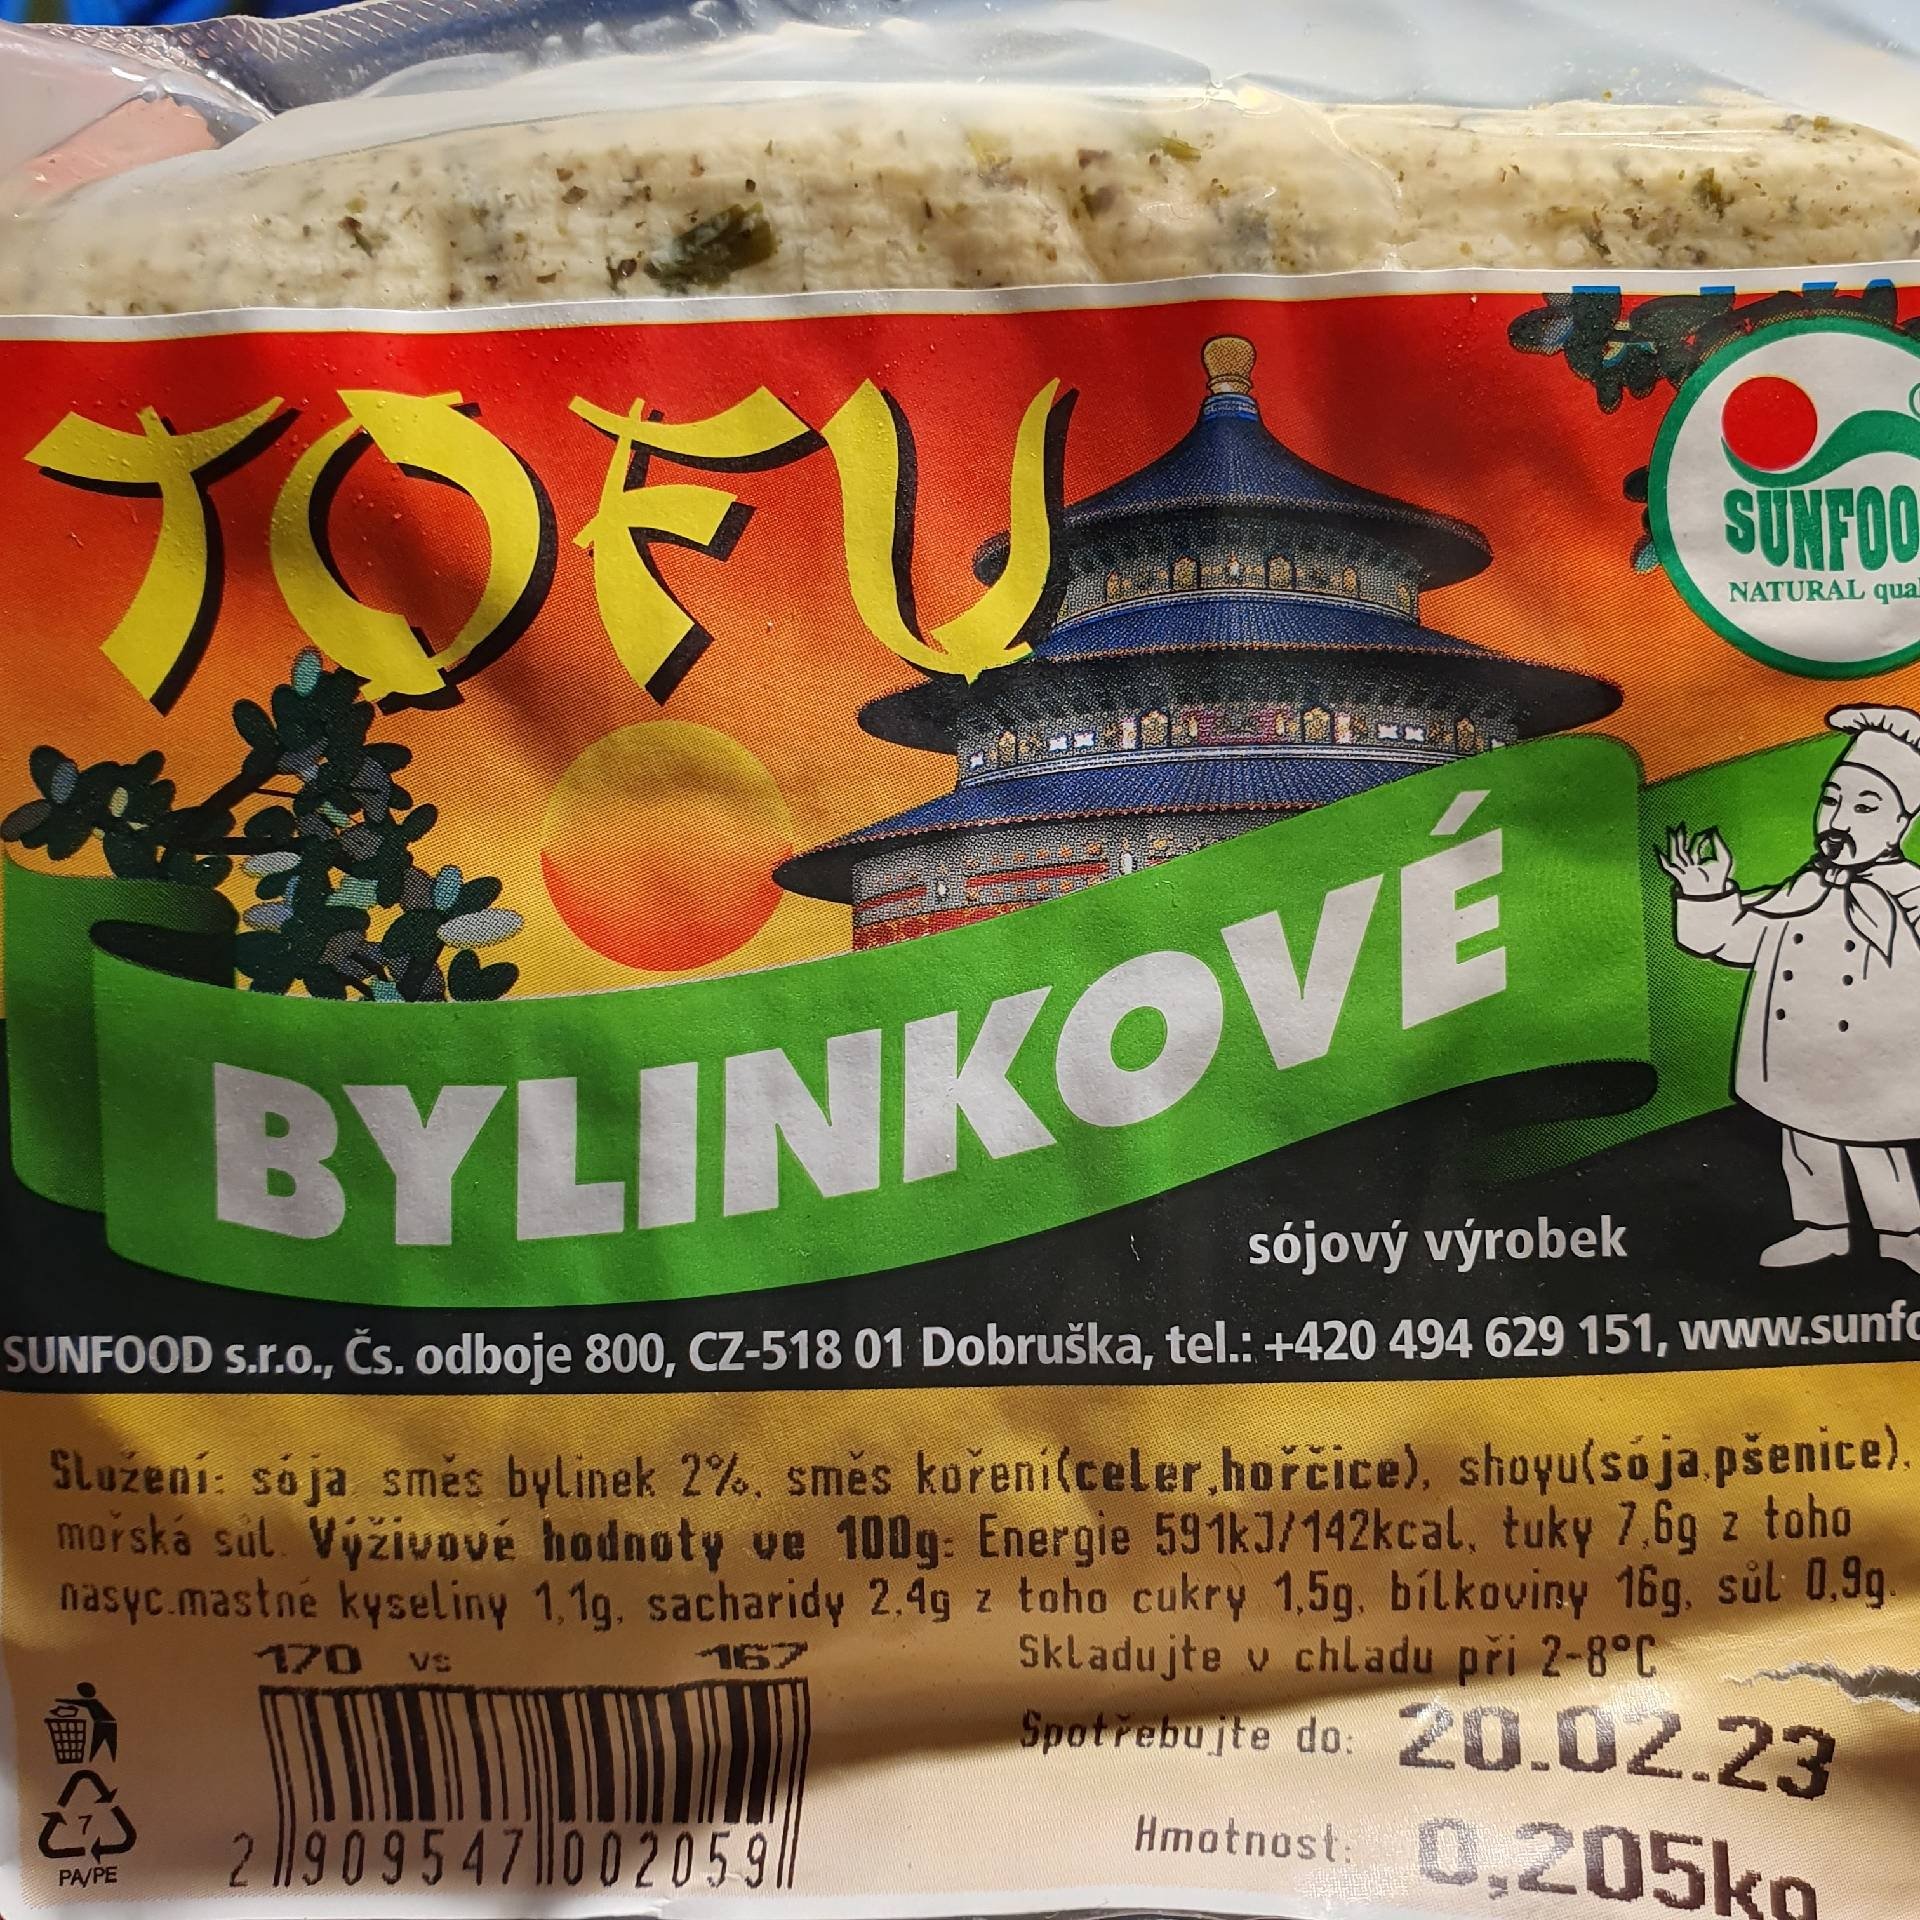 TOFU
SUNFOO
NATURAL qual
BYLINKOVÉ
sójový výrobek
SUNFOOD s.r.o., Čs. odboje 800, CZ-518 01 Dobruška, tel.: +420 494 629 151, www.sunfo
Složení: sója, směs bylinek 2%, směs koření(celer,hořčice), shoyu(sója,pšenice),
mořská sůl. Výživové hodnoty ve 100g: Energie 591kJ/142kcal, tuky 7,6g z toho
nasyc.mastné kyseliny 1,1g, sacharidy 2,4g z toho cukry 1,5g, bílkoviny 16g, sůl 0,9g.
170 vs 167
Skladujte v chladu při 2-8°C
Spotřebujte do: 20.02.23
Hmotnost: 0,205kg
2 909547 002059
7
PA/PE